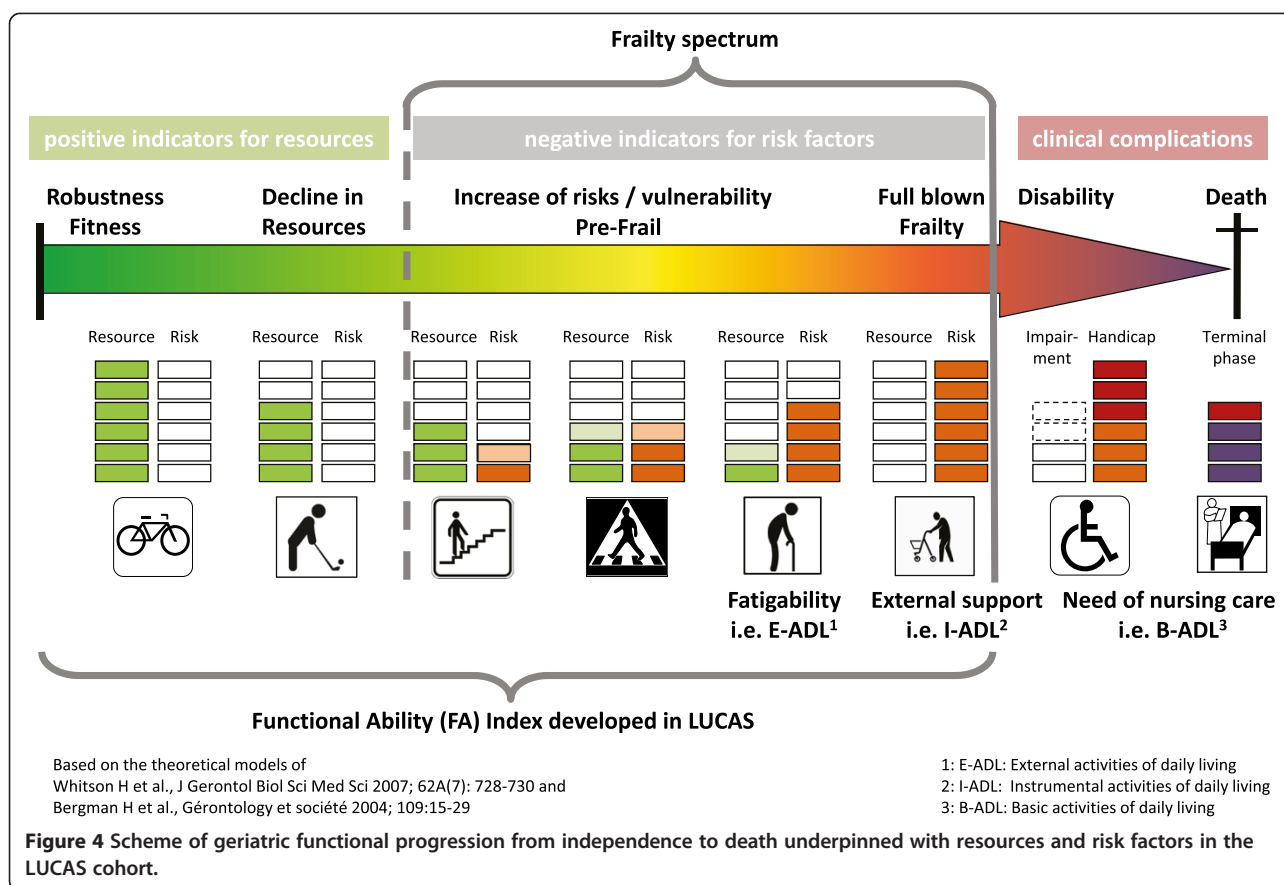 Frailty spectrum
positive indicators for resources
negative indicators for risk factors
clinical complications
Robustness
Fitness
Decline in
Resources
Increase of risks / vulnerability
Pre-Frail
Full blown
Frailty
Disability
Death
Resource Risk
Resource Risk
Resource Risk
Resource Risk
Resource Risk
Resource Risk
Impair-
ment
Handicap
Terminal
phase
Fatigability
i.e. E-ADL¹
External support
i.e. I-ADL²
Need of nursing care
i.e. B-ADL³
Functional Ability (FA) Index developed in LUCAS
Based on the theoretical models of
Whitson H et al., J Gerontol Biol Sci Med Sci 2007; 62A(7): 728-730 and
Bergman H et al., Gérontology et société 2004; 109:15-29
1: E-ADL: External activities of daily living
2: I-ADL: Instrumental activities of daily living
3: B-ADL: Basic activities of daily living
Figure 4 Scheme of geriatric functional progression from independence to death underpinned with resources and risk factors in the
LUCAS cohort.